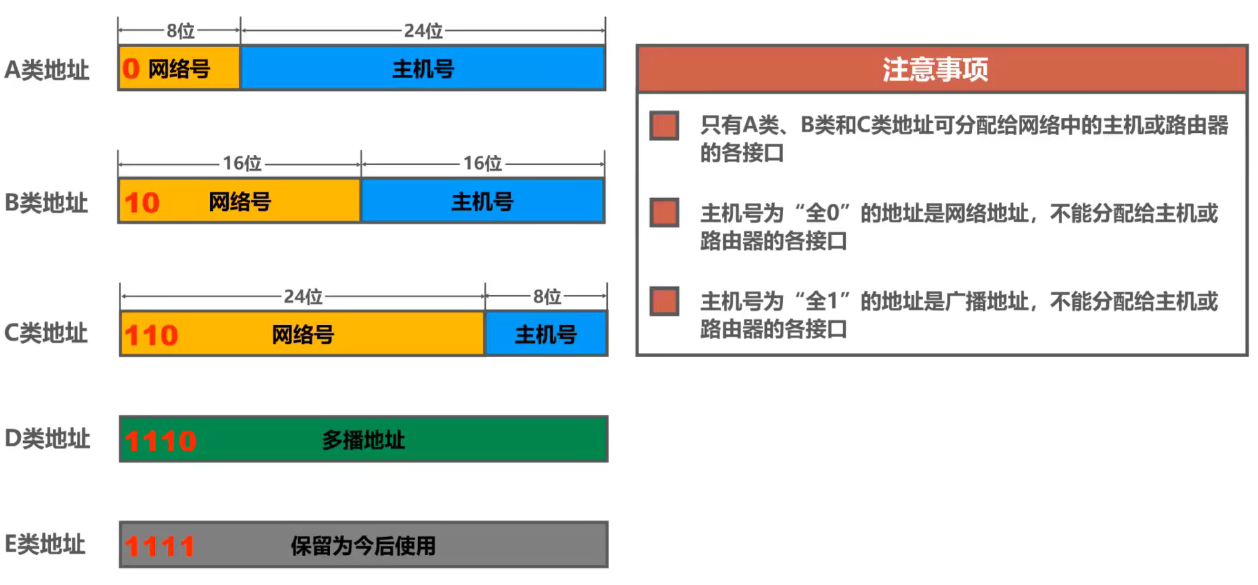 8位 24位
A类地址 0 网络号 主机号
16位 16位
B类地址 10 网络号 主机号
24位 8位
C类地址 110 网络号 主机号
D类地址 1110 多播地址
E类地址 1111 保留为今后使用
注意事项
只有A类、B类和C类地址可分配给网络中的主机或路由器
的各接口
主机号为“全0”的地址是网络地址，不能分配给主机或
路由器的各接口
主机号为“全1”的地址是广播地址，不能分配给主机或
路由器的各接口